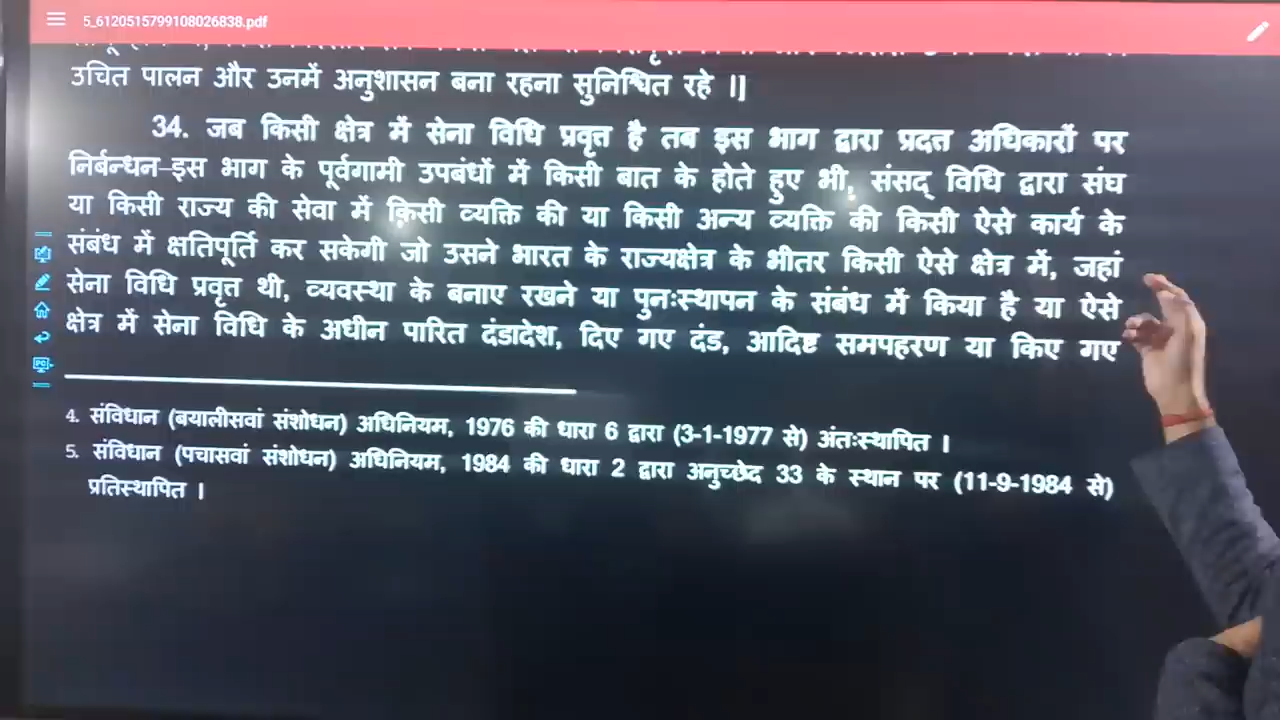 5_6120515799108026838.pdf
उचित पालन और उनमें अनुशासन बना रहना सुनिश्चित रहे ।]
34. जब किसी क्षेत्र में सेना विधि प्रवृत्त है तब इस भाग द्वारा प्रदत्त अधिकारों पर
निर्बन्धन–इस भाग के पूर्वगामी उपबंधों में किसी बात के होते हुए भी, संसद् विधि द्वारा संघ
या किसी राज्य की सेवा में किसी व्यक्ति की या किसी अन्य व्यक्ति की किसी ऐसे कार्य के
संबंध में क्षतिपूर्ति कर सकेगी जो उसने भारत के राज्यक्षेत्र के भीतर किसी ऐसे क्षेत्र में, जहां
सेना विधि प्रवृत्त थी, व्यवस्था के बनाए रखने या पुनःस्थापन के संबंध में किया है या ऐसे
क्षेत्र में सेना विधि के अधीन पारित दंडादेश, दिए गए दंड, आदिष्ट समपहरण या किए गए
4. संविधान (बयालीसवां संशोधन) अधिनियम, 1976 की धारा 6 द्वारा (3-1-1977 से) अंतःस्थापित ।
5. संविधान (पचासवां संशोधन) अधिनियम, 1984 की धारा 2 द्वारा अनुच्छेद 33 के स्थान पर (11-9-1984 से)
प्रतिस्थापित ।